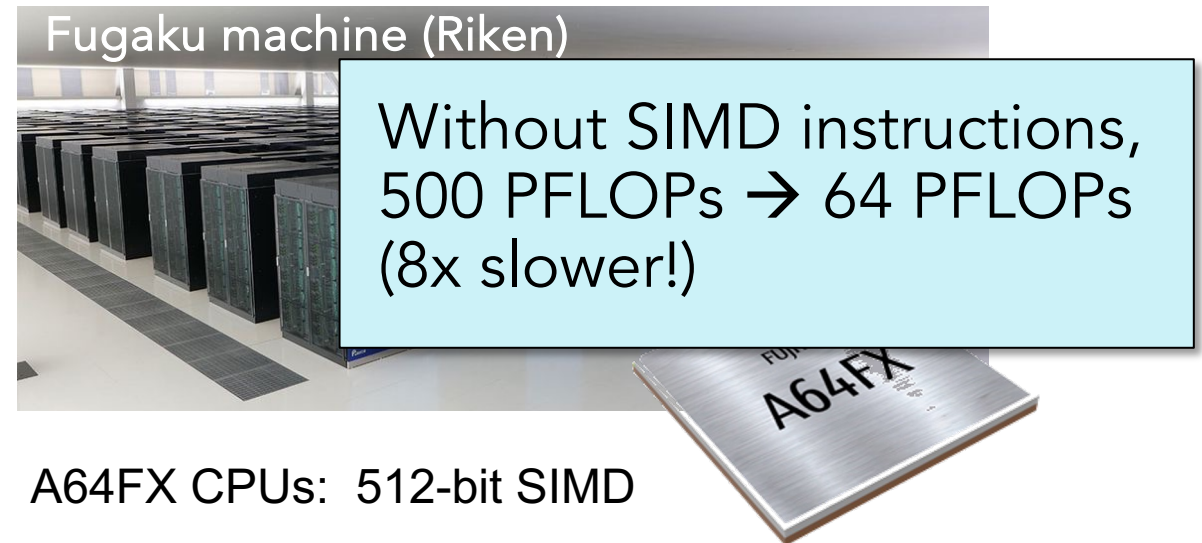 Fugaku machine (Riken)
Without SIMD instructions,
500 PFLOPs → 64 PFLOPs
(8x slower!)
A64FX
A64FX CPUs: 512-bit SIMD